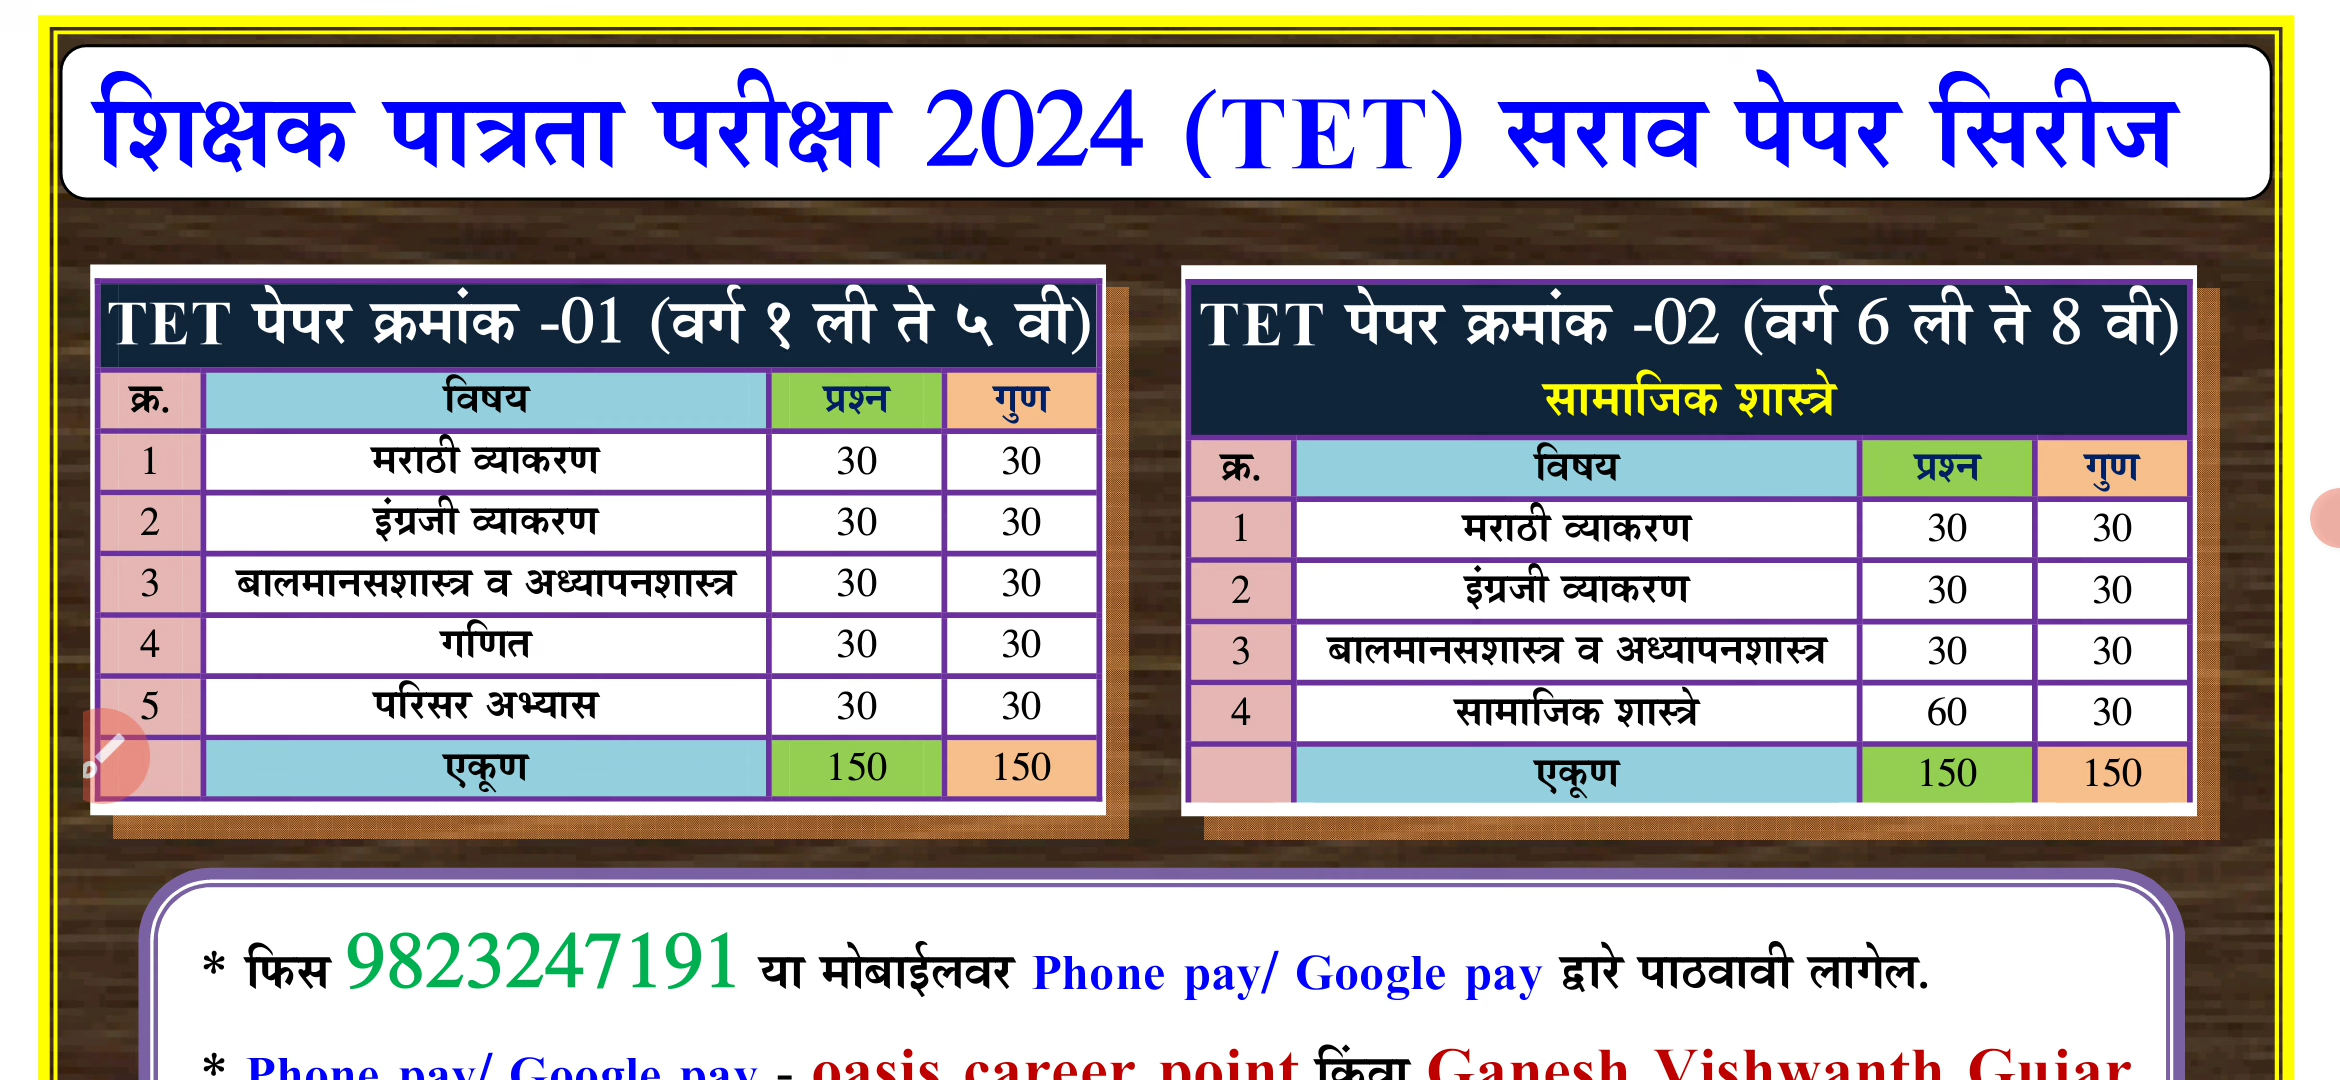 शिक्षक पात्रता परीक्षा 2024 (TET) सराव पेपर सिरीज
TET पेपर क्रमांक -01 (वर्ग १ ली ते ५ वी)
क्र. विषय प्रश्न गुण
1 मराठी व्याकरण 30 30
2 इंग्रजी व्याकरण 30 30
3 बालमानसशास्त्र व अध्यापनशास्त्र 30 30
4 गणित 30 30
5 परिसर अभ्यास 30 30
एकूण 150 150
TET पेपर क्रमांक -02 (वर्ग 6 ली ते 8 वी)
सामाजिक शास्त्रे
क्र. विषय प्रश्न गुण
1 मराठी व्याकरण 30 30
2 इंग्रजी व्याकरण 30 30
3 बालमानसशास्त्र व अध्यापनशास्त्र 30 30
4 सामाजिक शास्त्रे 60 30
एकूण 150 150
* फिस 9823247191 या मोबाईलवर Phone pay/ Google pay द्वारे पाठवावी लागेल.
* Phone pay/ Google pay - oasis career point किंवा Ganesh Vishwanth Gujar